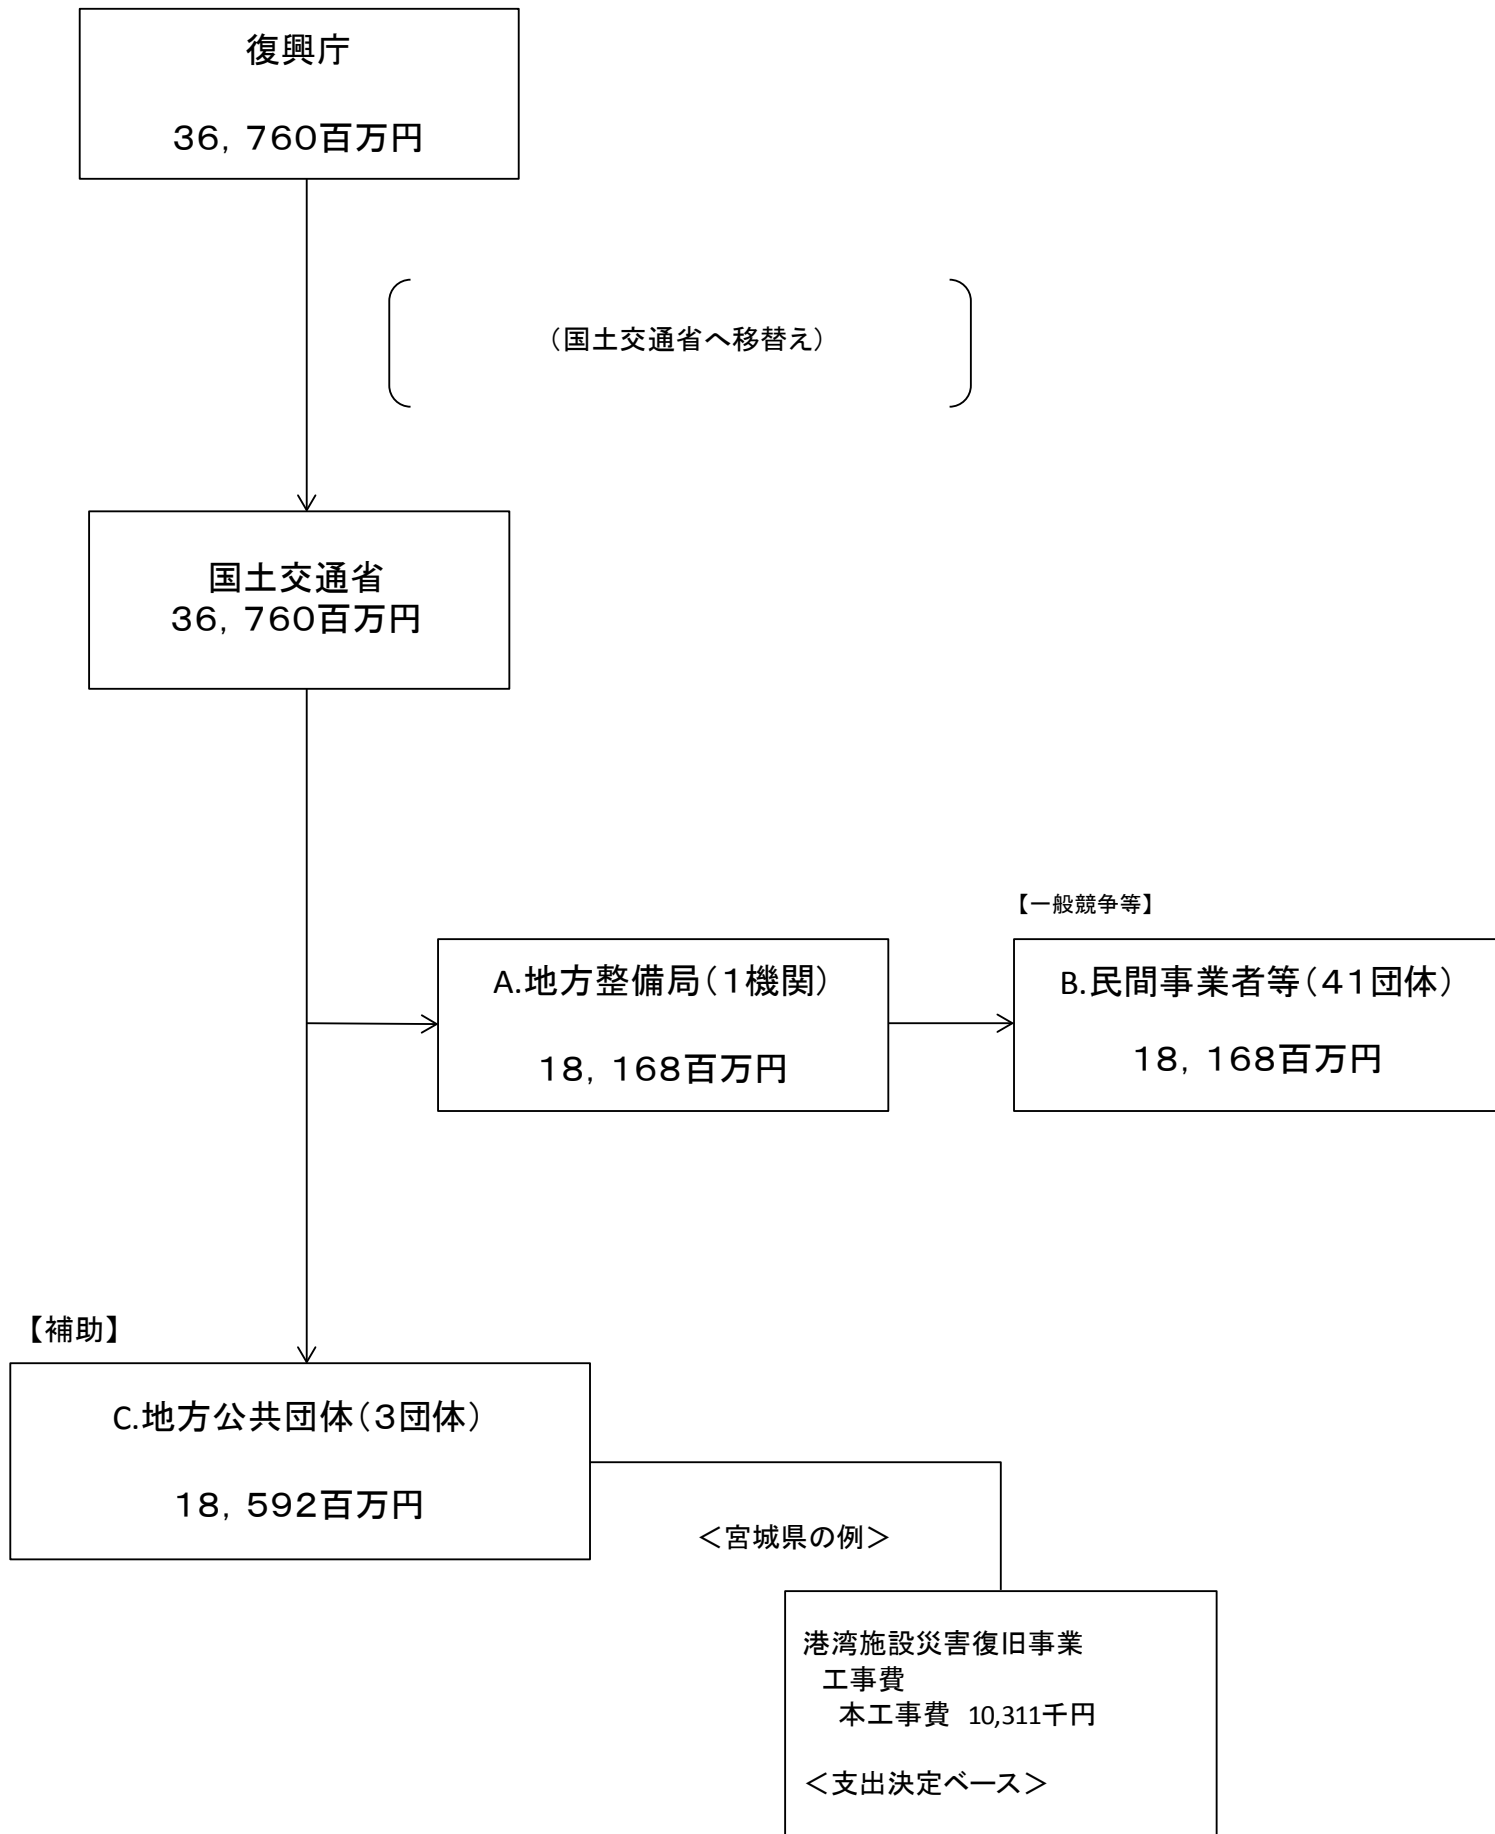 復興庁
36，760百万円
（国土交通省へ移替え）
国土交通省
36，760百万円
【一般競争等】
A.地方整備局（１機関）
18，168百万円
B.民間事業者等（４１団体）
18，168百万円
【補助】
C.地方公共団体（３団体）
18，592百万円
＜宮城県の例＞
港湾施設災害復旧事業
工事費
本工事費 10,311千円
＜支出決定ベース＞